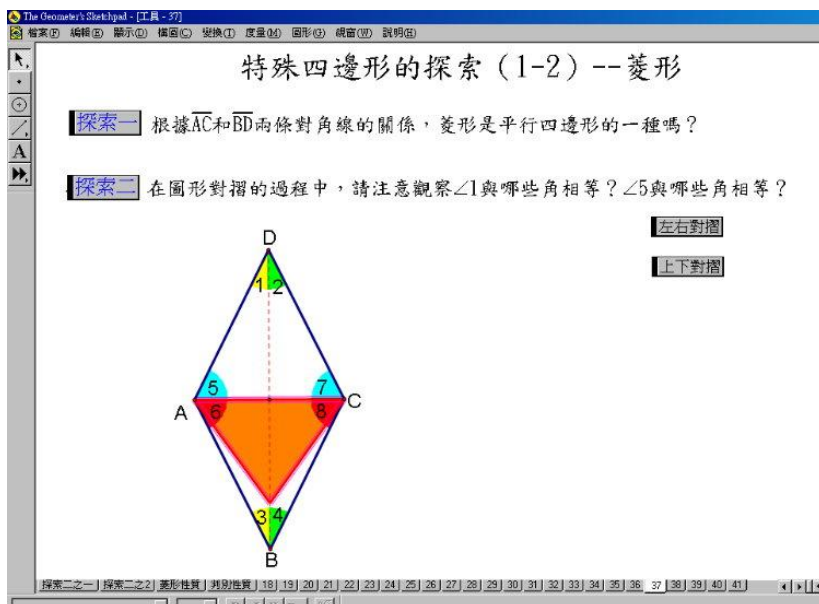 The Geometer's Sketchpad - [工具 - 37]
檔案(F) 編輯(E) 顯示(D) 構圖(C) 變換(T) 度量(M) 圖形(G) 視窗(W) 說明(H)
特殊四邊形的探索（1-2）--菱形
探索一 根據AC和BD兩條對角線的關係，菱形是平行四邊形的一種嗎？
探索二 在圖形對摺的過程中，請注意觀察∠1與哪些角相等？∠5與哪些角相等？
左右對摺
上下對摺
D
1 2
5 7
A C
6 8
3 4
B
A
探索二之一 探索二之2 菱形性質 判別性質 18 19 20 21 22 23 24 25 26 27 28 29 30 31 32 33 34 35 36 37 38 39 40 41